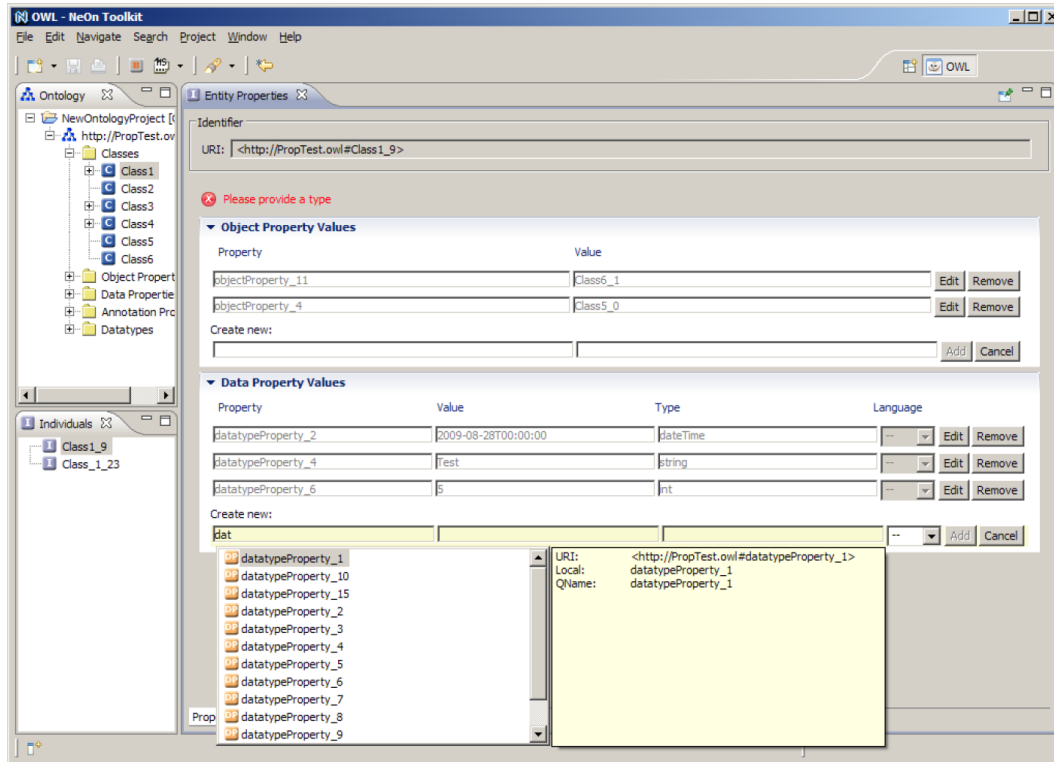 OWL - NeOn Toolkit
File Edit Navigate Search Project Window Help
OWL
Ontology
NewOntologyProject [
http://PropTest.ow
Classes
Class1
Class2
Class3
Class4
Class5
Class6
Object Propert
Data Propertie
Annotation Pro
Datatypes
Individuals
Class1_9
Class_1_23
Entity Properties
Identifier
URI: <http://PropTest.owl#Class1_9>
Please provide a type
Object Property Values
Property Value
objectProperty_11 Class6_1 Edit Remove
objectProperty_4 Class5_0 Edit Remove
Create new:
Add Cancel
Data Property Values
Property Value Type Language
datatypeProperty_2 2009-08-28T00:00:00 dateTime -- Edit Remove
datatypeProperty_4 Test string -- Edit Remove
datatypeProperty_6 5 int -- Edit Remove
Create new:
dat -- Add Cancel
datatypeProperty_1
datatypeProperty_10
datatypeProperty_15
datatypeProperty_2
datatypeProperty_3
datatypeProperty_4
datatypeProperty_5
datatypeProperty_6
datatypeProperty_7
datatypeProperty_8
datatypeProperty_9
URI: <http://PropTest.owl#datatypeProperty_1>
Local: datatypeProperty_1
QName: datatypeProperty_1
Prop